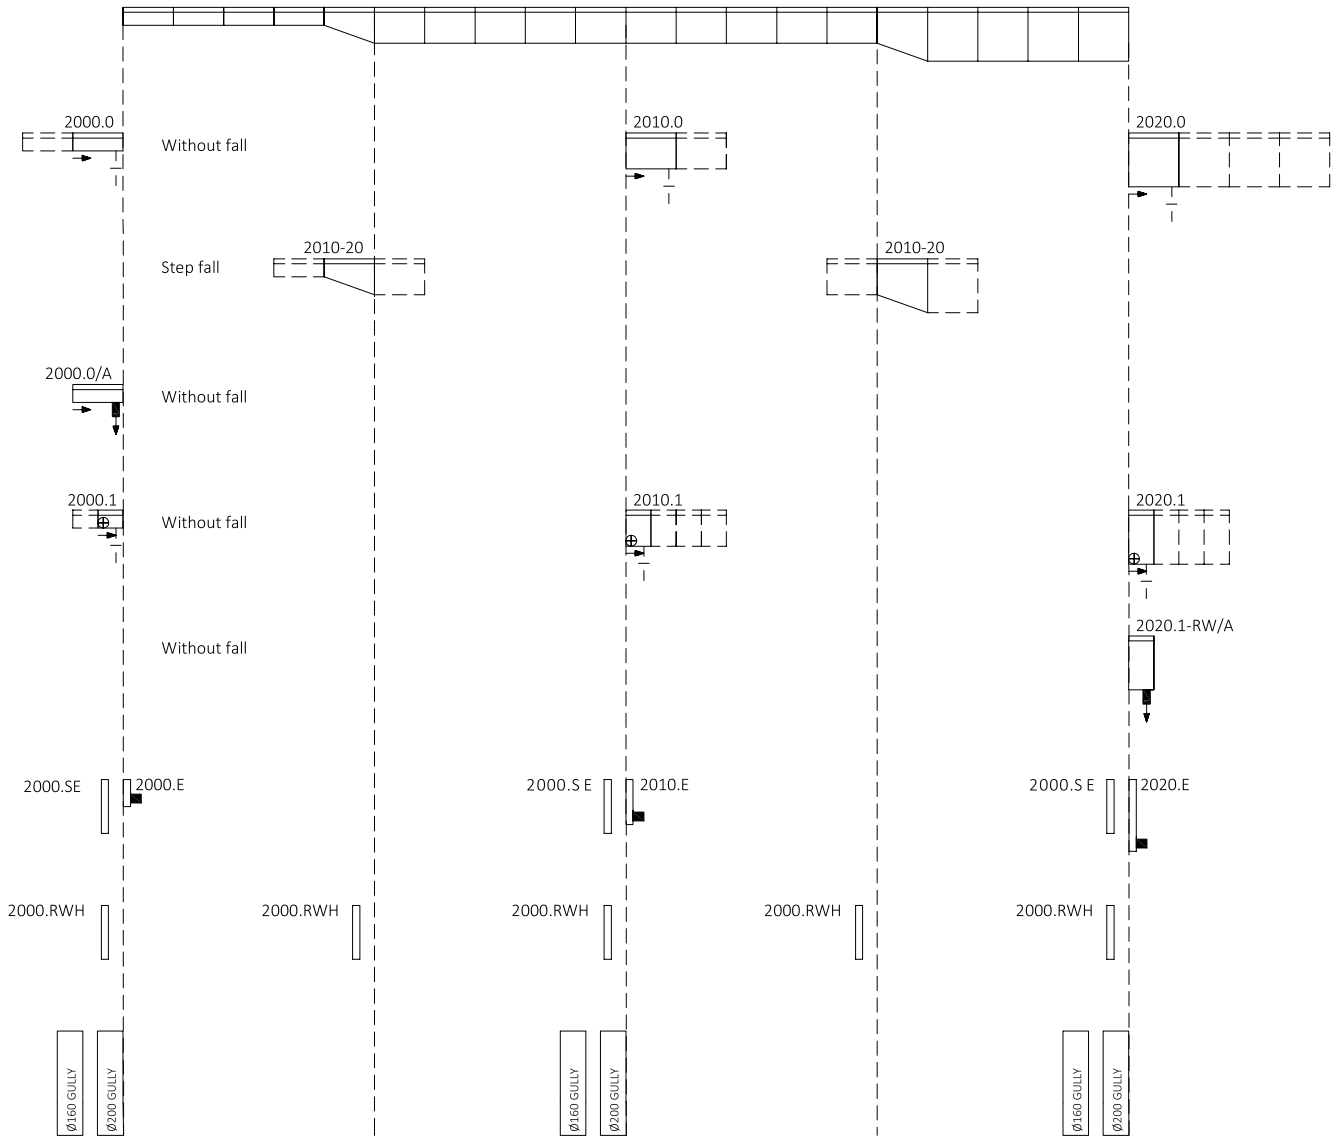 2000.0
2010.0
2020.0
Without fall
Step fall
2010-20
2010-20
2000.0/A
Without fall
2000.1
2010.1
2020.1
Without fall
2020.1-RW/A
Without fall
2000.SE
2000.E
2000.S E
2010.E
2000.S E
2020.E
2000.RWH
2000.RWH
2000.RWH
2000.RWH
2000.RWH
Ø160 GULLY
Ø200 GULLY
Ø160 GULLY
Ø200 GULLY
Ø160 GULLY
Ø200 GULLY